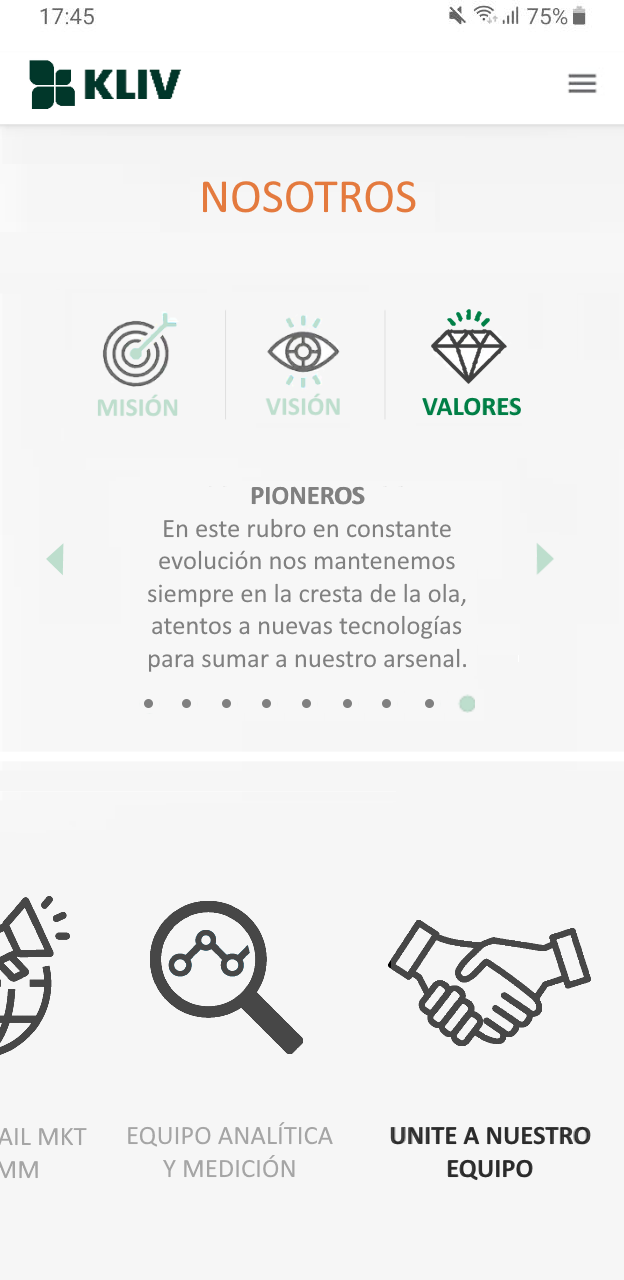 17:45
75%
KLIV
NOSOTROS
MISIÓN
VISIÓN
VALORES
PIONEROS
En este rubro en constante
evolución nos mantenemos
siempre en la cresta de la ola,
atentos a nuevas tecnologías
para sumar a nuestro arsenal.
AIL MKT
MM
EQUIPO ANALÍTICA
Y MEDICIÓN
UNITE A NUESTRO
EQUIPO